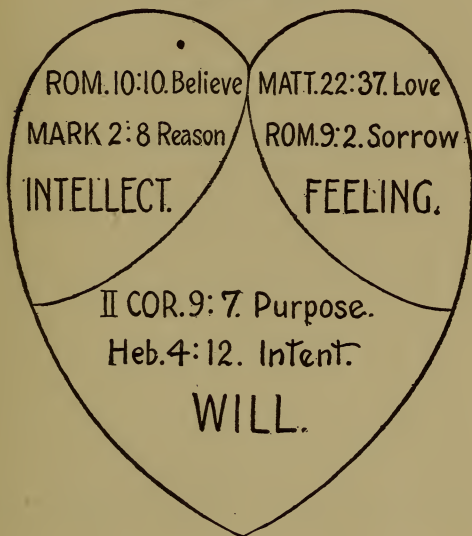 ROM. 10:10. Believe
MARK 2:8 Reason
INTELLECT.
MATT. 22:37. Love
ROM. 9:2. Sorrow
FEELING.
II COR. 9:7. Purpose.
Heb. 4:12. Intent.
WILL.